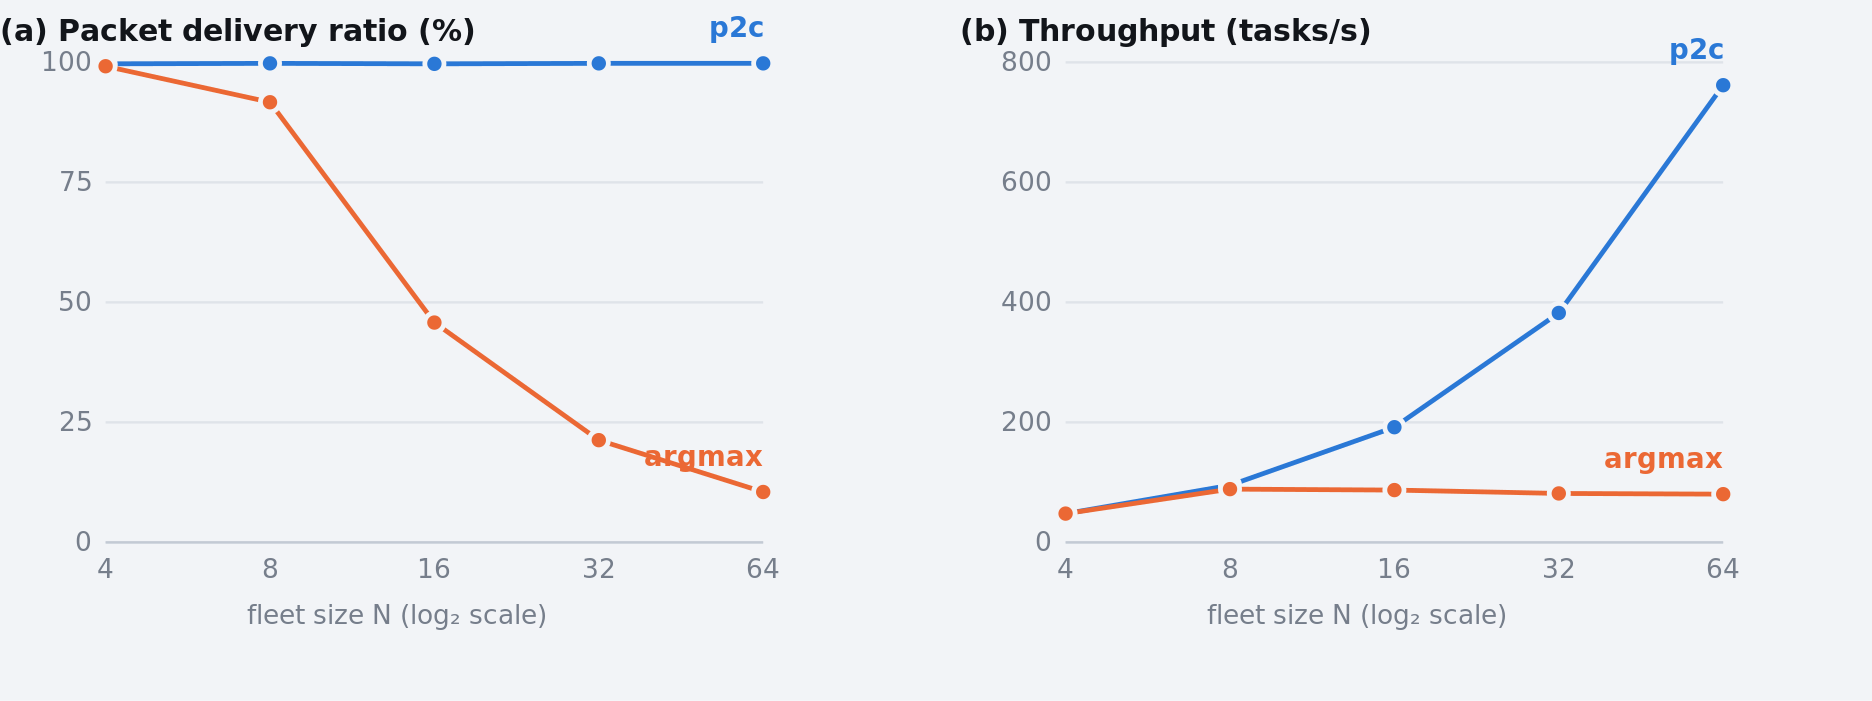 (a) Packet delivery ratio (%)
p2c
100
75
50
25
0
argmax
4 8 16 32 64
fleet size N (log₂ scale)
(b) Throughput (tasks/s)
p2c
800
600
400
200
0
argmax
4 8 16 32 64
fleet size N (log₂ scale)